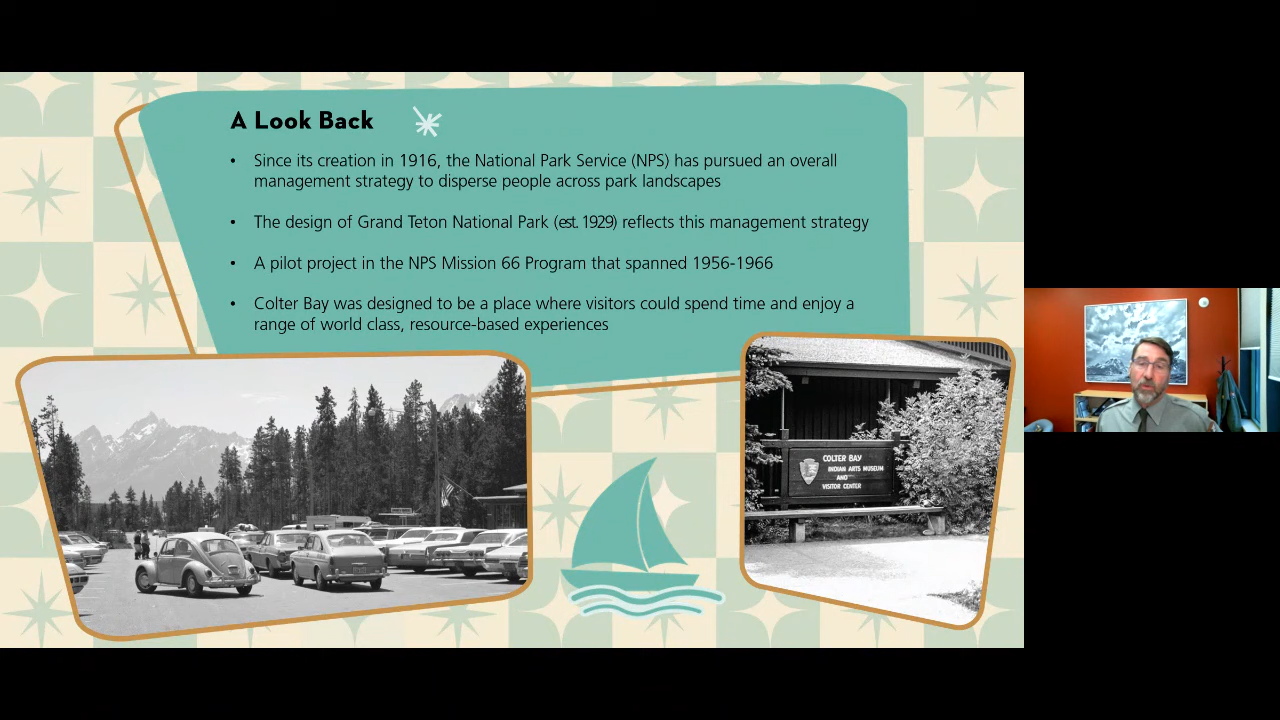 A Look Back
• Since its creation in 1916, the National Park Service (NPS) has pursued an overall
management strategy to disperse people across park landscapes
• The design of Grand Teton National Park (est. 1929) reflects this management strategy
• A pilot project in the NPS Mission 66 Program that spanned 1956-1966
• Colter Bay was designed to be a place where visitors could spend time and enjoy a
range of world class, resource-based experiences
COLTER BAY
INDIAN ARTS MUSEUM
AND
VISITOR CENTER